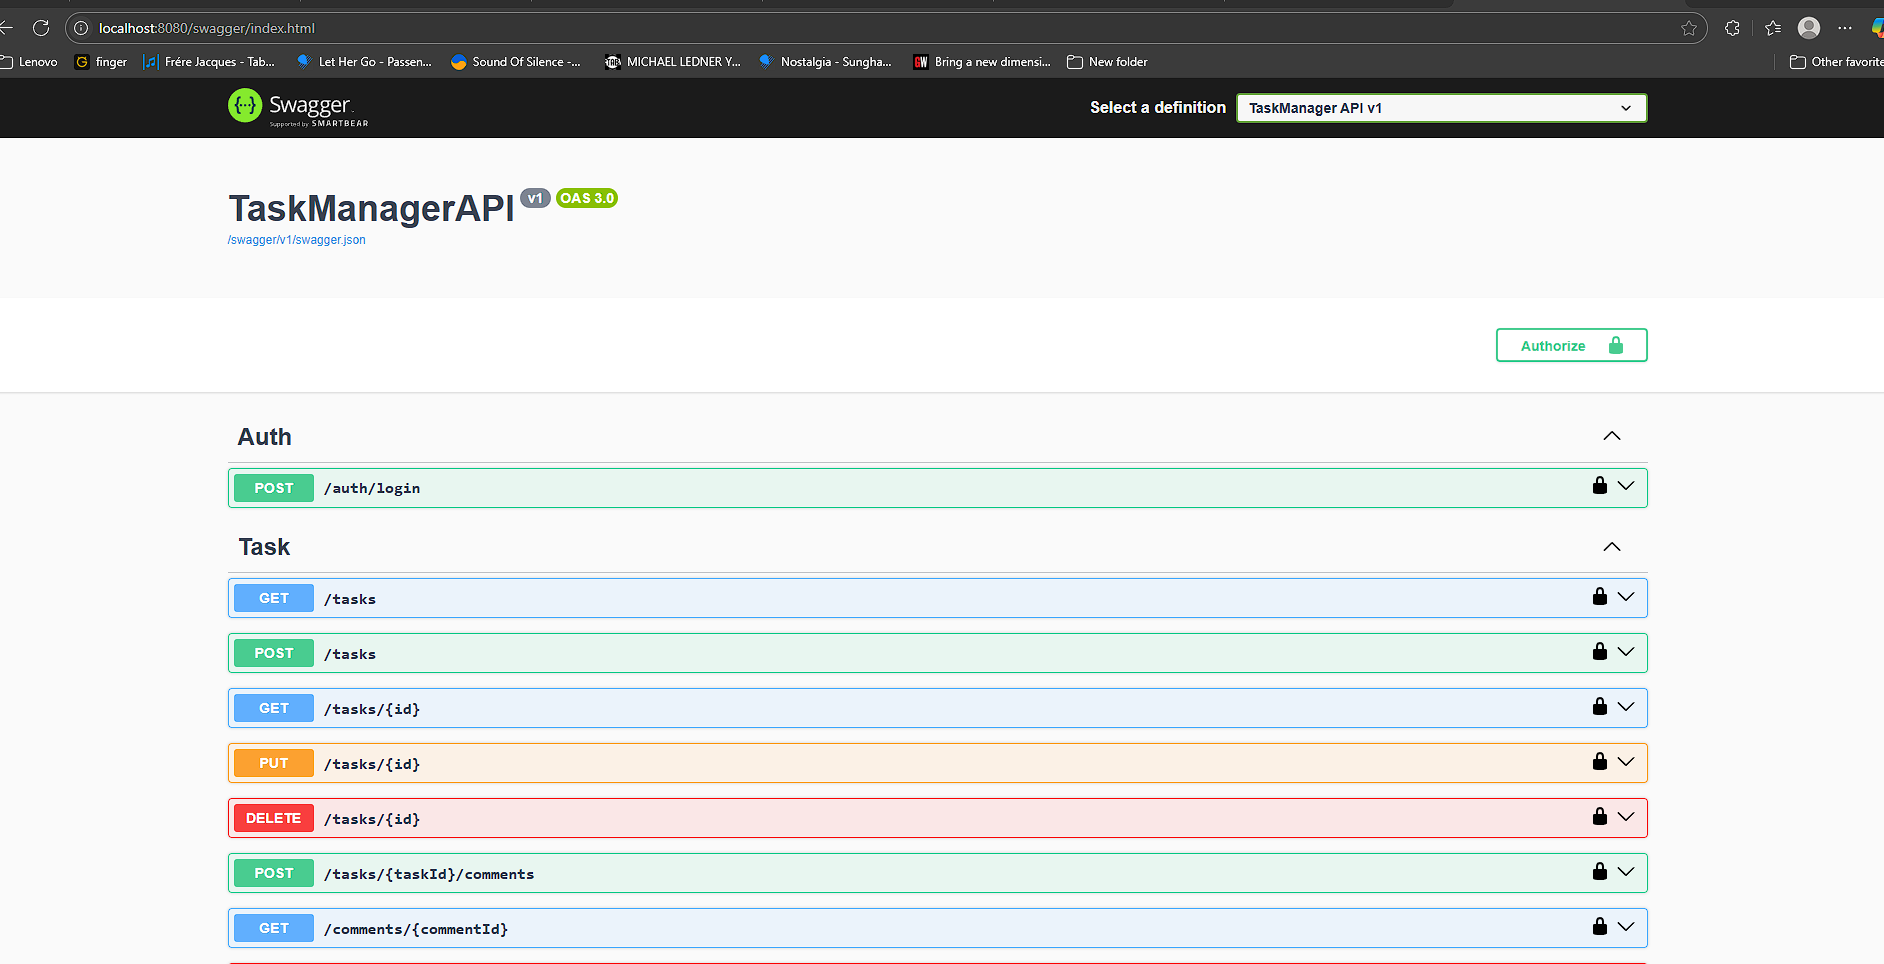 localhost:8080/swagger/index.html
Lenovo finger Frére Jacques - Tab... Let Her Go - Passen... Sound Of Silence -... MICHAEL LEDNER Y... Nostalgia - Sungha... Bring a new dimensi... New folder Other favorite
Swagger
Supported by SMARTBEAR
Select a definition
TaskManager API v1
TaskManagerAPI v1 OAS 3.0
/swagger/v1/swagger.json
Authorize
Auth
POST /auth/login
Task
GET /tasks
POST /tasks
GET /tasks/{id}
PUT /tasks/{id}
DELETE /tasks/{id}
POST /tasks/{taskId}/comments
GET /comments/{commentId}